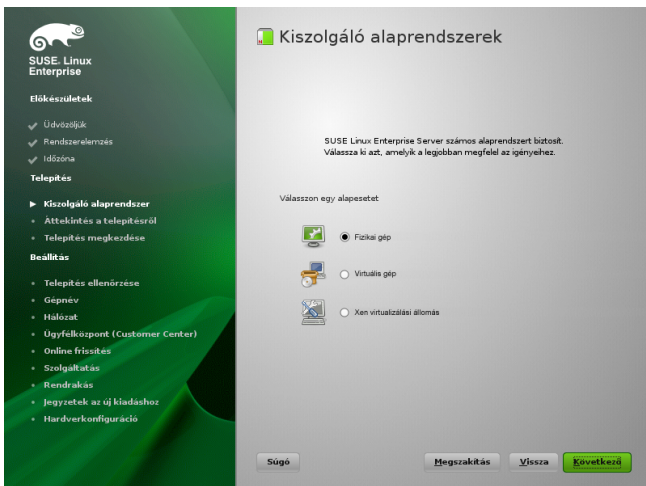 SUSE. Linux
Enterprise
Előkészületek
Üdvözöljük
Rendszerelemzés
Időzóna
Telepítés
Kiszolgáló alaprendszer
Áttekintés a telepítésről
Telepítés megkezdése
Beállítás
Telepítés ellenőrzése
Gépnév
Hálózat
Ügyfélközpont (Customer Center)
Online frissítés
Szolgáltatás
Rendrakás
Jegyzetek az új kiadáshoz
Hardverkonfiguráció
Kiszolgáló alaprendszerek
SUSE Linux Enterprise Server számos alaprendszert biztosít.
Válassza ki azt, amelyik a legjobban megfelel az igényeihez.
Válasszon egy alapesetet
Fizikai gép
Virtuális gép
Xen virtualizálási állomás
Súgó
Megszakítás
Vissza
Következő